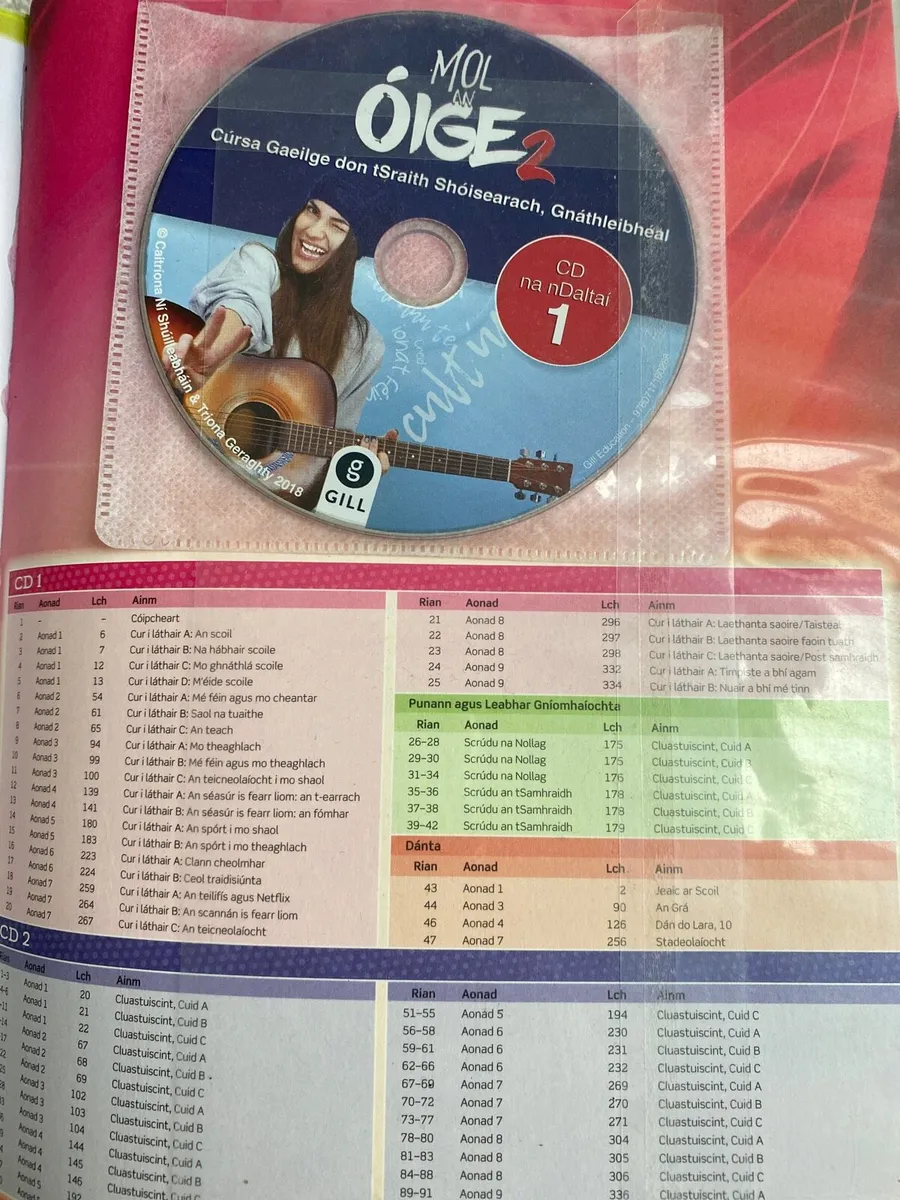 MOL
AN
ÓIGE 2
Cúrsa Gaeilge don tSraith Shóisearach, Gnáthleibhéal
CD
na nDaltaí
1
© Caitríona Ní Shúilleabháin & Tríona Geraghty 2018
g
GILL
Gill Education
CD 1
Rian Aonad Lch Ainm
1 - - Cóipcheart
2 Aonad 1 6 Cur i láthair A: An scoil
3 Aonad 1 7 Cur i láthair B: Na hábhair scoile
4 Aonad 1 12 Cur i láthair C: Mo ghnáthlá scoile
5 Aonad 1 13 Cur i láthair D: M'éide scoile
6 Aonad 2 54 Cur i láthair A: Mé féin agus mo cheantar
7 Aonad 2 61 Cur i láthair B: Saol na tuaithe
8 Aonad 2 65 Cur i láthair C: An teach
9 Aonad 3 94 Cur i láthair A: Mo theaghlach
10 Aonad 3 99 Cur i láthair B: Mé féin agus mo theaghlach
11 Aonad 3 100 Cur i láthair C: An teicneolaíocht i mo shaol
12 Aonad 4 139 Cur i láthair A: An séasúr is fearr liom: an t-earrach
13 Aonad 4 141 Cur i láthair B: An séasúr is fearr liom: an fómhar
14 Aonad 5 180 Cur i láthair A: An spórt i mo shaol
15 Aonad 5 183 Cur i láthair B: An spórt i mo theaghlach
16 Aonad 6 223 Cur i láthair A: Clann cheolmhar
17 Aonad 6 224 Cur i láthair B: Ceol traidisiúnta
18 Aonad 7 259 Cur i láthair A: An teilifís agus Netflix
19 Aonad 7 264 Cur i láthair B: An scannán is fearr liom
20 Aonad 7 267 Cur i láthair C: An teicneolaíocht
Rian Aonad Lch Ainm
21 Aonad 8 296 Cur i láthair A: Laethanta saoire/Taisteal
22 Aonad 8 297 Cur i láthair B: Laethanta saoire faoin tuath
23 Aonad 8 298 Cur i láthair C: Laethanta saoire/Post samhraidh
24 Aonad 9 332 Cur i láthair A: Timpiste a bhí agam
25 Aonad 9 334 Cur i láthair B: Nuair a bhí mé tinn
Punann agus Leabhar Gníomhaíochta
Rian Aonad Lch Ainm
26–28 Scrúdu na Nollag 175 Cluastuiscint, Cuid A
29–30 Scrúdu na Nollag 175 Cluastuiscint, Cuid B
31–34 Scrúdu na Nollag 176 Cluastuiscint, Cuid C
35–36 Scrúdu an tSamhraidh 178 Cluastuiscint, Cuid A
37–38 Scrúdu an tSamhraidh 178 Cluastuiscint, Cuid B
39–42 Scrúdu an tSamhraidh 179 Cluastuiscint, Cuid C
Dánta
Rian Aonad Lch Ainm
43 Aonad 1 2 Jeaic ar Scoil
44 Aonad 3 90 An Grá
46 Aonad 4 126 Dán do Lara, 10
47 Aonad 7 256 Stadeolaíocht
CD 2
Rian Aonad Lch Ainm
1-3 Aonad 1 20 Cluastuiscint, Cuid A
4-6 Aonad 1 21 Cluastuiscint, Cuid B
Aonad 1 22 Cluastuiscint, Cuid C
Aonad 2 67 Cluastuiscint, Cuid A
Aonad 2 68 Cluastuiscint, Cuid B
Aonad 2 69 Cluastuiscint, Cuid C
Aonad 3 102 Cluastuiscint, Cuid A
Aonad 3 103 Cluastuiscint, Cuid B
Aonad 3 104 Cluastuiscint, Cuid C
Aonad 4 144 Cluastuiscint, Cuid A
Aonad 4 145 Cluastuiscint, Cuid B
Aonad 4 146 Cluastuiscint, Cuid C
Aonad 5 192
Rian Aonad Lch Ainm
51–55 Aonad 5 194 Cluastuiscint, Cuid C
56–58 Aonad 6 230 Cluastuiscint, Cuid A
59–61 Aonad 6 231 Cluastuiscint, Cuid B
62–66 Aonad 6 232 Cluastuiscint, Cuid C
67–69 Aonad 7 269 Cluastuiscint, Cuid A
70–72 Aonad 7 270 Cluastuiscint, Cuid B
73–77 Aonad 7 271 Cluastuiscint, Cuid C
78–80 Aonad 8 304 Cluastuiscint, Cuid A
81–83 Aonad 8 305 Cluastuiscint, Cuid B
84–88 Aonad 8 306 Cluastuiscint, Cuid C
89–91 Aonad 9 336 Cluastuiscint, Cuid A